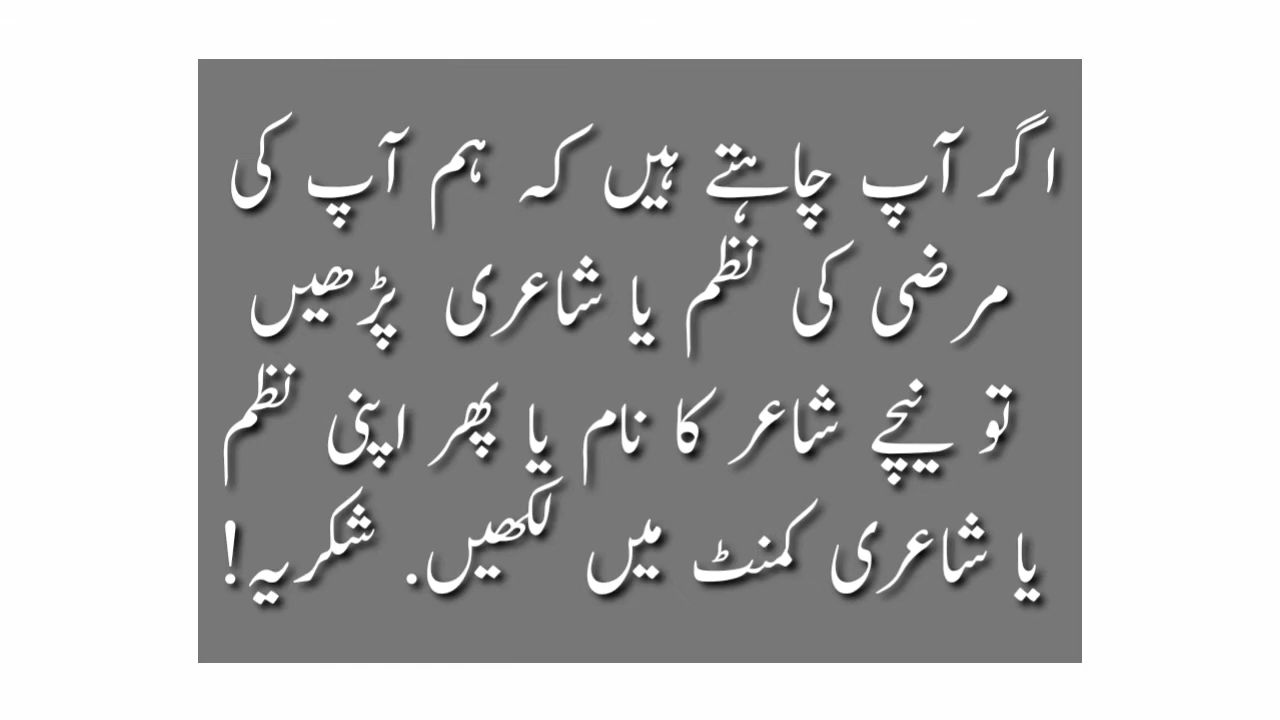 اگر آپ چاہتے ہیں کہ ہم آپ کی
مرضی کی نظم یا شاعری پڑھیں
تو نیچے شاعر کا نام یا پھر اپنی نظم
یا شاعری کمنٹ میں لکھیں. شکریہ!